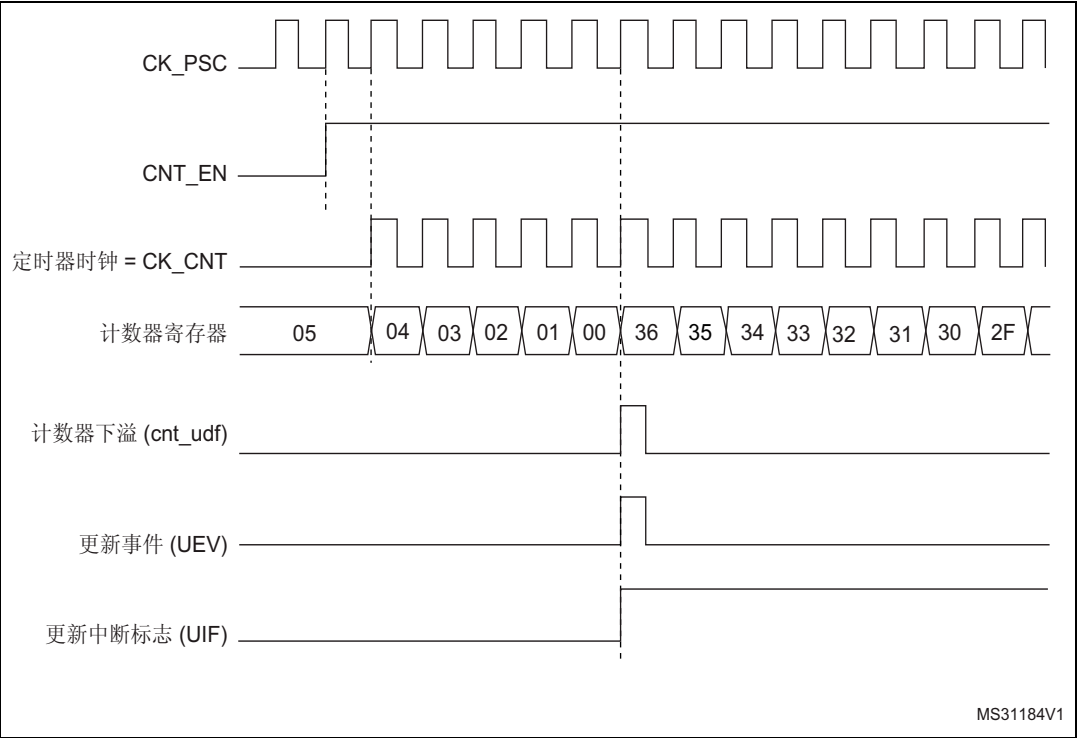 CK_PSC
CNT_EN
定时器时钟 = CK_CNT
计数器寄存器 05 04 03 02 01 00 36 35 34 33 32 31 30 2F
计数器下溢 (cnt_udf)
更新事件 (UEV)
更新中断标志 (UIF)
MS31184V1